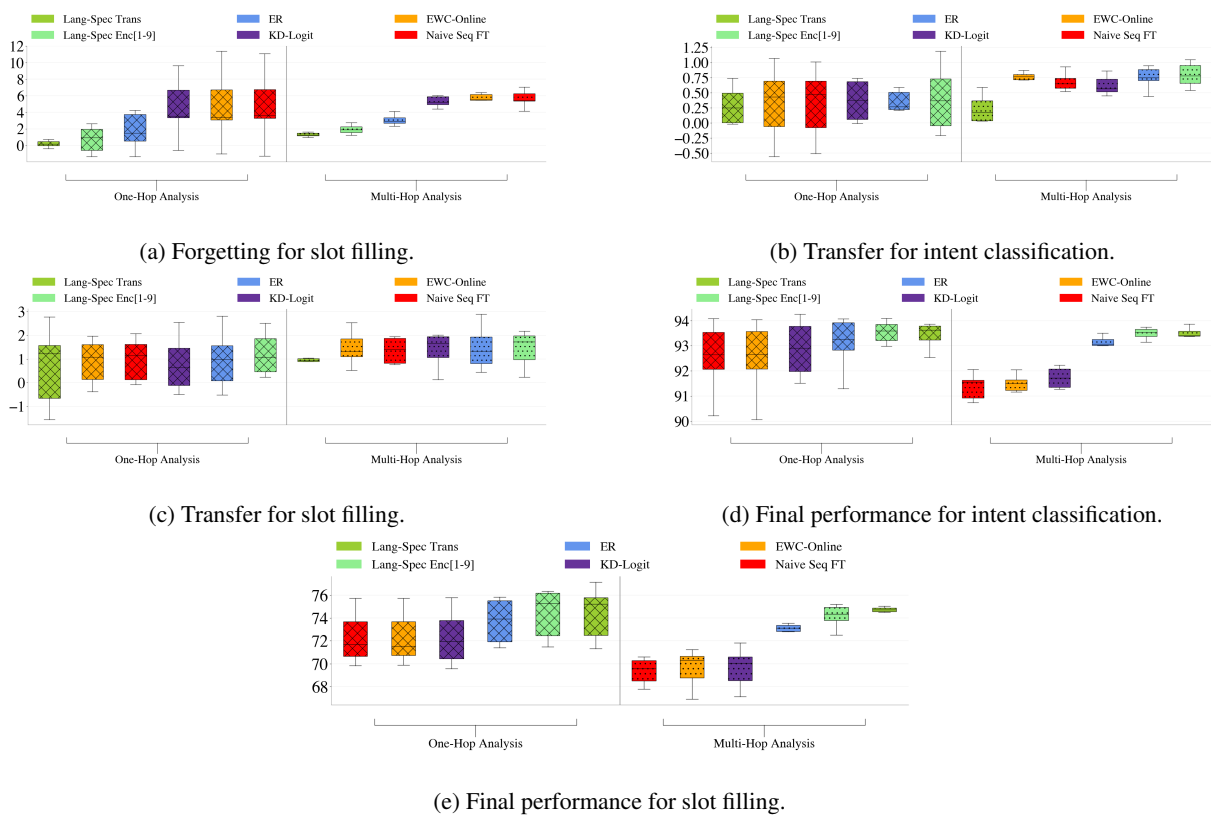 Lang-Spec Trans ER EWC-Online
Lang-Spec Enc[1-9] KD-Logit Naive Seq FT
12
10
8
6
4
2
0
One-Hop Analysis Multi-Hop Analysis
(a) Forgetting for slot filling.
Lang-Spec Trans ER EWC-Online
Lang-Spec Enc[1-9] KD-Logit Naive Seq FT
1.25
1.00
0.75
0.50
0.25
0.00
−0.25
−0.50
One-Hop Analysis Multi-Hop Analysis
(b) Transfer for intent classification.
Lang-Spec Trans ER EWC-Online
Lang-Spec Enc[1-9] KD-Logit Naive Seq FT
3
2
1
0
−1
One-Hop Analysis Multi-Hop Analysis
(c) Transfer for slot filling.
Lang-Spec Trans ER EWC-Online
Lang-Spec Enc[1-9] KD-Logit Naive Seq FT
94
93
92
91
90
One-Hop Analysis Multi-Hop Analysis
(d) Final performance for intent classification.
Lang-Spec Trans ER EWC-Online
Lang-Spec Enc[1-9] KD-Logit Naive Seq FT
76
74
72
70
68
One-Hop Analysis Multi-Hop Analysis
(e) Final performance for slot filling.